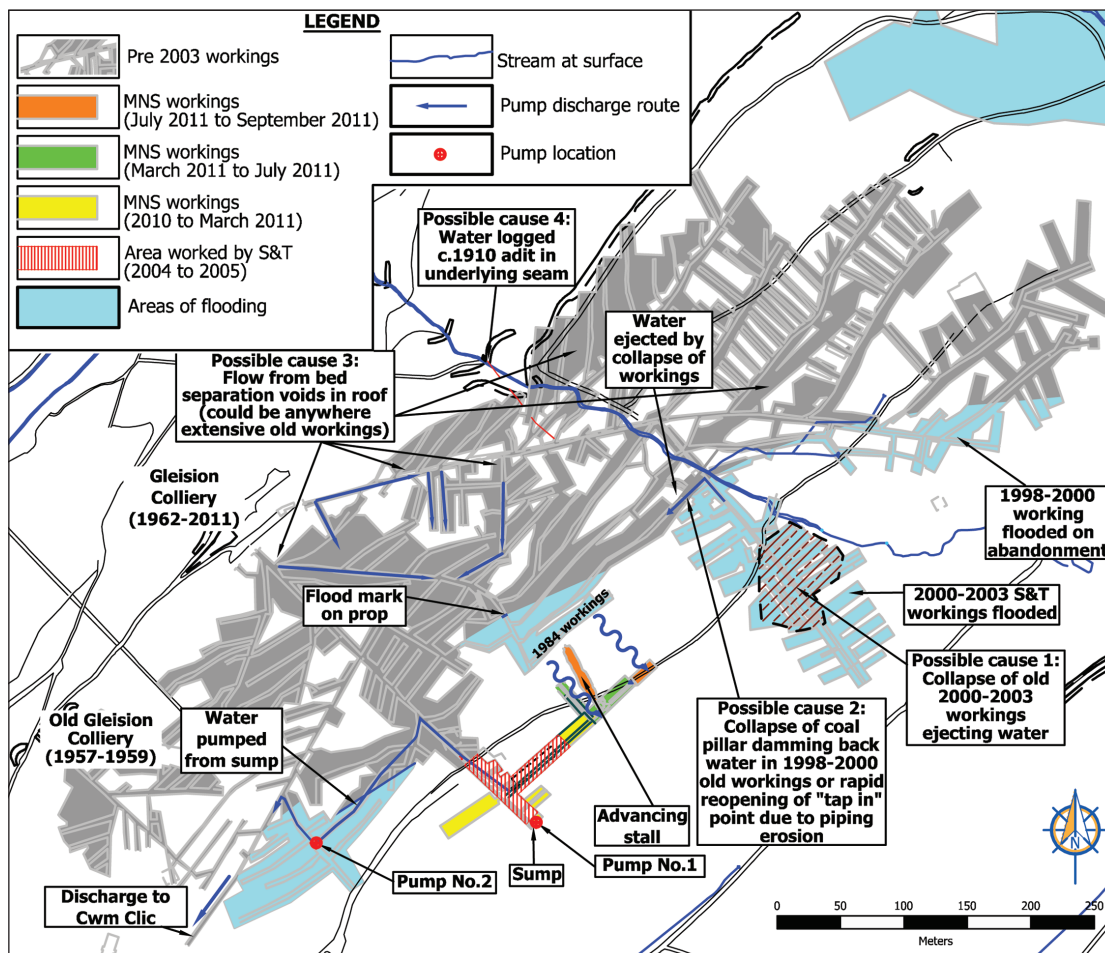 LEGEND
Pre 2003 workings
MNS workings
(July 2011 to September 2011)
MNS workings
(March 2011 to July 2011)
MNS workings
(2010 to March 2011)
Area worked by S&T
(2004 to 2005)
Areas of flooding
Stream at surface
Pump discharge route
Pump location
Possible cause 4:
Water logged
c.1910 adit in
underlying seam
Water
ejected by
collapse of
workings
Possible cause 3:
Flow from bed
separation voids in roof
(could be anywhere
extensive old workings)
Gleision
Colliery
(1962-2011)
1998-2000
working
flooded on
abandonment
2000-2003 S&T
workings flooded
Flood mark
on prop
1984 workings
Possible cause 1:
Collapse of old
2000-2003
workings
ejecting water
Possible cause 2:
Collapse of coal
pillar damming back
water in 1998-2000
old workings or rapid
reopening of "tap in"
point due to piping
erosion
Old Gleision
Colliery
(1957-1959)
Water
pumped
from sump
Advancing
stall
Pump No.1
Sump
Pump No.2
Discharge to
Cwm Clic
N
0 50 100 150 200 250
Meters